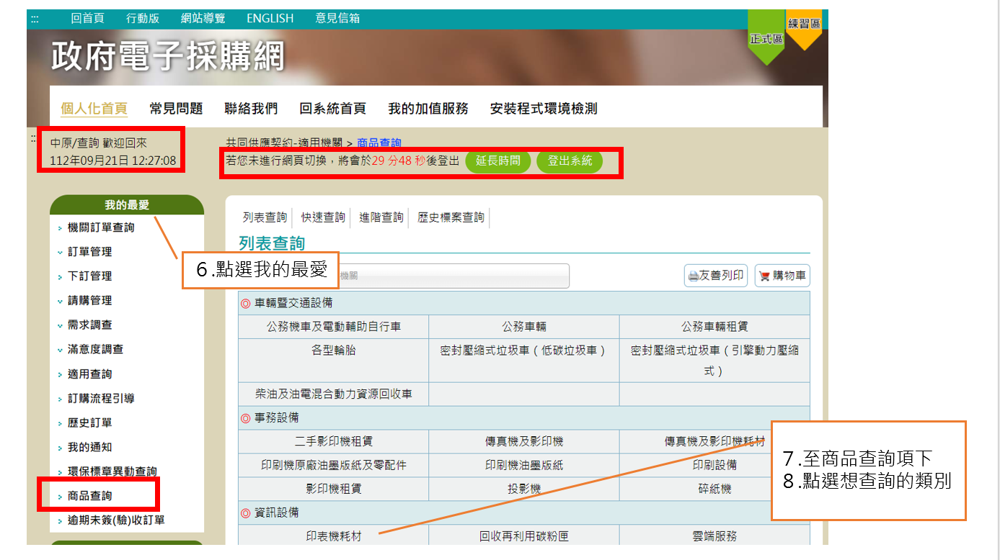 :::
回首頁 行動版 網站導覽 ENGLISH 意見信箱
正式區 練習區
政府電子採購網
個人化首頁 常見問題 聯絡我們 回系統首頁 我的加值服務 安裝程式環境檢測
:::
中原/查詢 歡迎回來
112年09月21日 12:27:08
共同供應契約-適用機關 > 商品查詢
若您未進行網頁切換，將會於29 分48 秒後登出 延長時間 登出系統
我的最愛
機關訂單查詢
訂單管理
下訂管理
請購管理
需求調查
滿意度調查
適用查詢
訂購流程引導
歷史訂單
我的通知
環保標章異動查詢
商品查詢
逾期未簽(驗)收訂單
列表查詢 快速查詢 進階查詢 歷史標案查詢
列表查詢
6.點選我的最愛
機關
友善列印 購物車
◎ 車輛暨交通設備
公務機車及電動輔助自行車 公務車輛 公務車輛租賃
各型輪胎 密封壓縮式垃圾車（低碳垃圾車） 密封壓縮式垃圾車（引擎動力壓縮
式）
柴油及油電混合動力資源回收車
◎ 事務設備
二手影印機租賃 傳真機及影印機 傳真機及影印機耗材
印刷機原廠油墨版紙及零配件 印刷機油墨版紙 印刷設備
影印機租賃 投影機 碎紙機
◎ 資訊設備
印表機耗材 回收再利用碳粉匣 雲端服務
7.至商品查詢項下
8.點選想查詢的類別